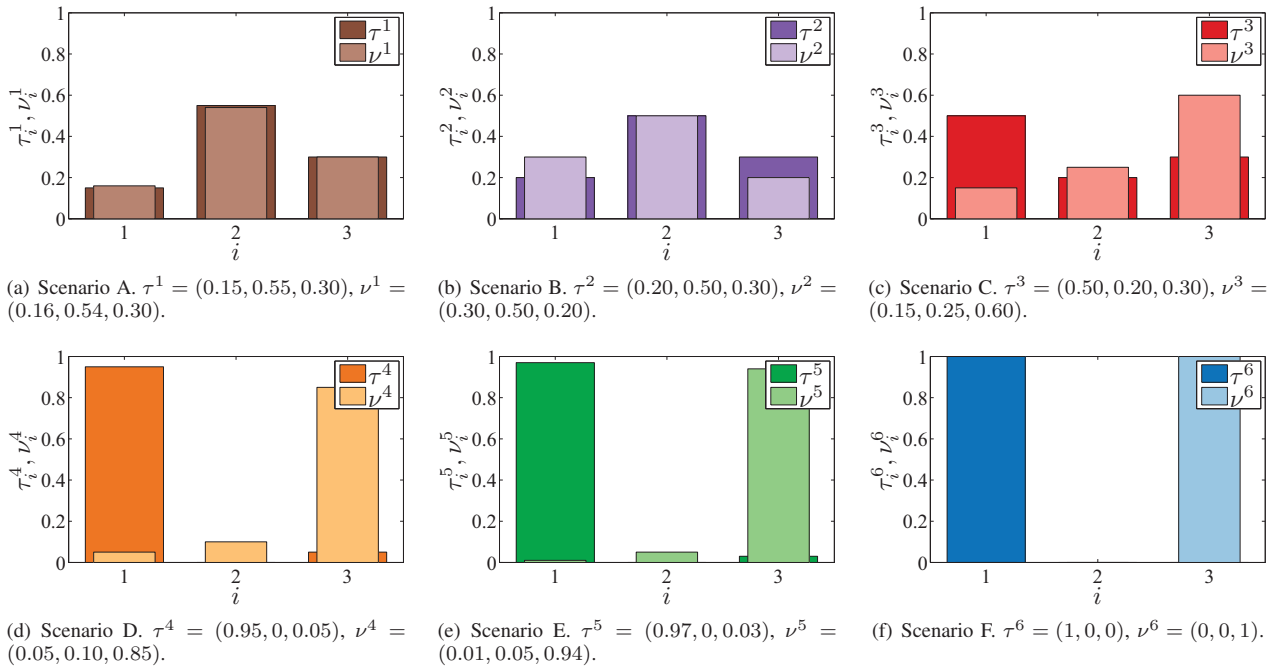 1
0.8
0.6
0.4
0.2
0
τ_i^1, ν_i^1
τ^1
ν^1
1 2 3
i
(a) Scenario A. τ^1 = (0.15, 0.55, 0.30), ν^1 =
(0.16, 0.54, 0.30).
1
0.8
0.6
0.4
0.2
0
τ_i^2, ν_i^2
τ^2
ν^2
1 2 3
i
(b) Scenario B. τ^2 = (0.20, 0.50, 0.30), ν^2 =
(0.30, 0.50, 0.20).
1
0.8
0.6
0.4
0.2
0
τ_i^3, ν_i^3
τ^3
ν^3
1 2 3
i
(c) Scenario C. τ^3 = (0.50, 0.20, 0.30), ν^3 =
(0.15, 0.25, 0.60).
1
0.8
0.6
0.4
0.2
0
τ_i^4, ν_i^4
τ^4
ν^4
1 2 3
i
(d) Scenario D. τ^4 = (0.95, 0, 0.05), ν^4 =
(0.05, 0.10, 0.85).
1
0.8
0.6
0.4
0.2
0
τ_i^5, ν_i^5
τ^5
ν^5
1 2 3
i
(e) Scenario E. τ^5 = (0.97, 0, 0.03), ν^5 =
(0.01, 0.05, 0.94).
1
0.8
0.6
0.4
0.2
0
τ_i^6, ν_i^6
τ^6
ν^6
1 2 3
i
(f) Scenario F. τ^6 = (1, 0, 0), ν^6 = (0, 0, 1).